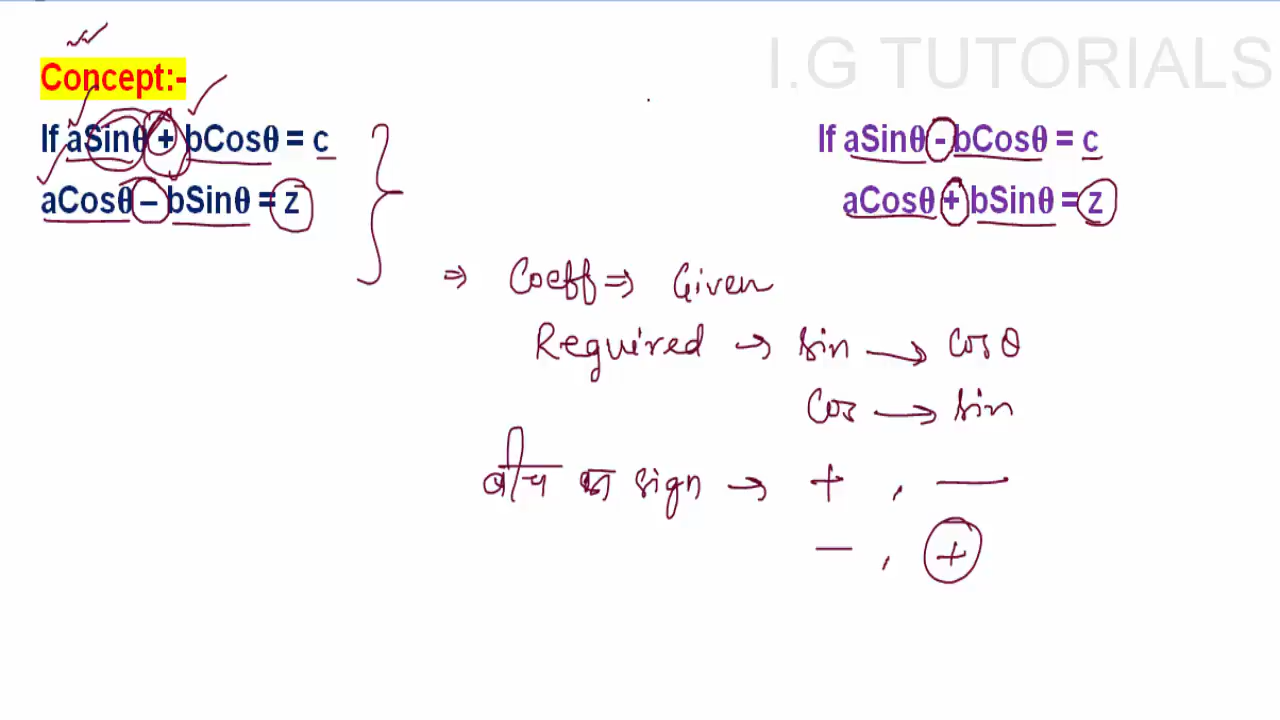 I.G TUTORIALS
Concept:-
If aSinθ + bCosθ = c
aCosθ – bSinθ = z
If aSinθ - bCosθ = c
aCosθ + bSinθ = z
⇒ Coeff ⇒ Given
Required → sin → cos θ
Cos → sin
बीच का sign → + , —
— , +